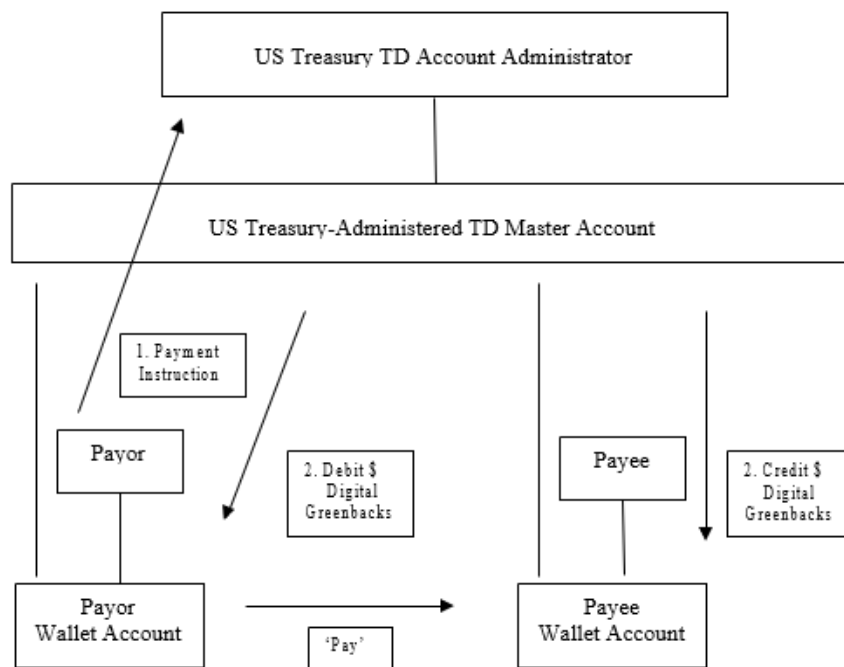 US Treasury TD Account Administrator
US Treasury-Administered TD Master Account
1. Payment
Instruction
Payor
2. Debit $
Digital
Greenbacks
Payee
2. Credit $
Digital
Greenbacks
Payor
Wallet Account
‘Pay’
Payee
Wallet Account